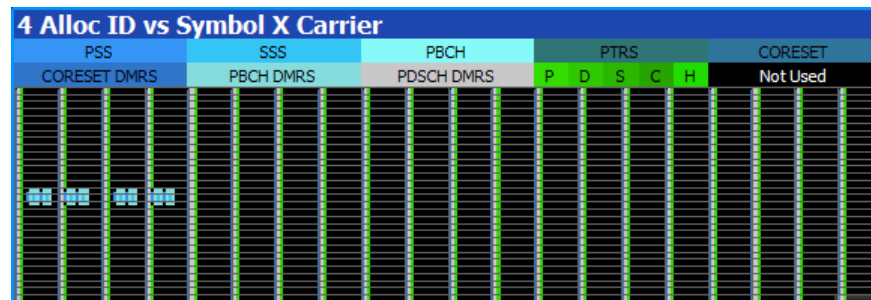 4 Alloc ID vs Symbol X Carrier
PSS SSS PBCH PTRS CORESET
CORESET DMRS PBCH DMRS PDSCH DMRS P D S C H Not Used